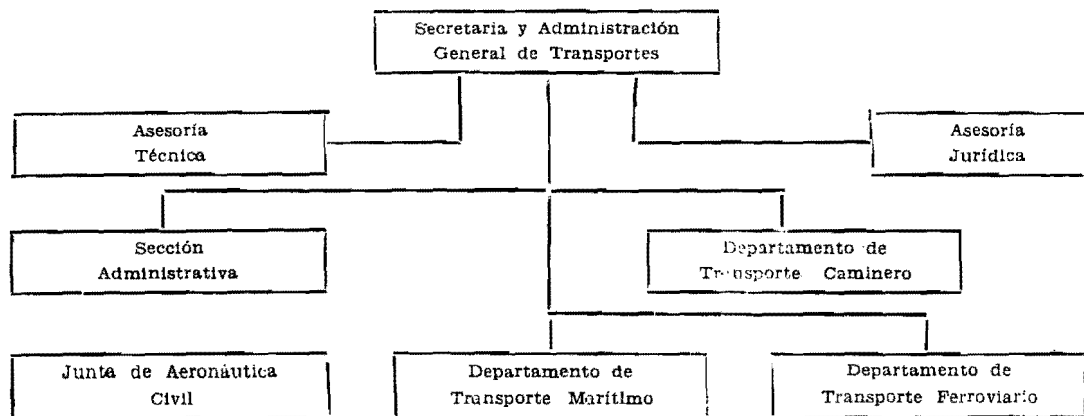 Secretaria y Administración
General de Transportes
Asesoría
Técnica
Asesoría
Jurídica
Sección
Administrativa
Departamento de
Transporte Caminero
Junta de Aeronáutica
Civil
Departamento de
Transporte Marítimo
Departamento de
Transporte Ferroviario